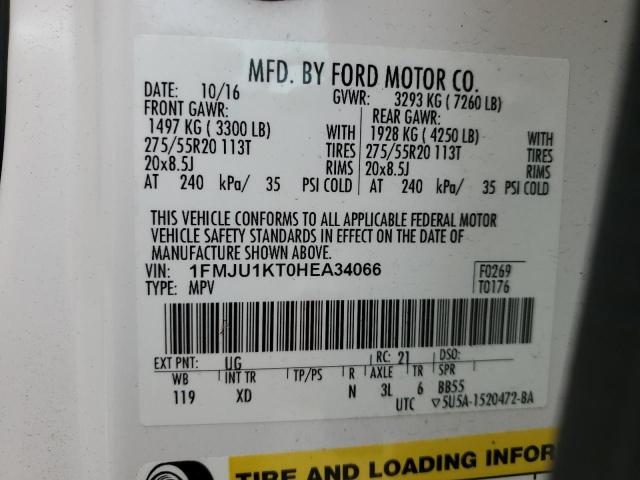 MFD. BY FORD MOTOR CO.
DATE: 10/16 GVWR: 3293 KG ( 7260 LB)
FRONT GAWR: REAR GAWR:
1497 KG ( 3300 LB) WITH 1928 KG ( 4250 LB) WITH
275/55R20 113T TIRES 275/55R20 113T TIRES
20x8.5J RIMS 20x8.5J RIMS
AT 240 kPa/ 35 PSI COLD AT 240 kPa/ 35 PSI COLD
THIS VEHICLE CONFORMS TO ALL APPLICABLE FEDERAL MOTOR
VEHICLE SAFETY STANDARDS IN EFFECT ON THE DATE OF
MANUFACTURE SHOWN ABOVE.
VIN: 1FMJU1KT0HEA34066 F0269
TYPE: MPV T0176
EXT PNT: UG RC: 21 DSO:
WB INT TR TP/PS R AXLE TR SPR
119 XD N 3L 6 BB55
UTC ▽5U5A-1520472-BA
TIRE AND LOADING INFOR